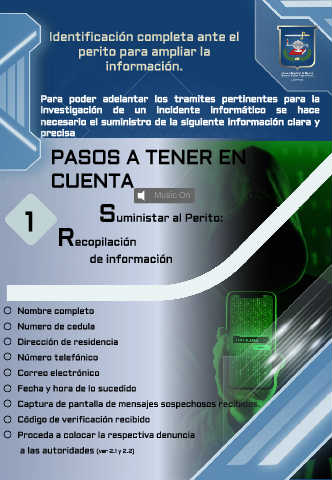 Identificación completa ante el
perito para ampliar la
información.
Para poder adelantar los tramites pertinentes para la
investigación de un incidente informático se hace
necesario el suministro de la siguiente información clara y
precisa
PASOS A TENER EN
CUENTA
Music On
1
Suministar al Perito:
Recopilación
de información
Nombre completo
Numero de cedula
Dirección de residencia
Número telefónico
Correo electrónico
Fecha y hora de lo sucedido
Captura de pantalla de mensajes sospechosos recibidos.
Código de verificación recibido
Proceda a colocar la respectiva denuncia
a las autoridades (ver 2.1 y 2.2)